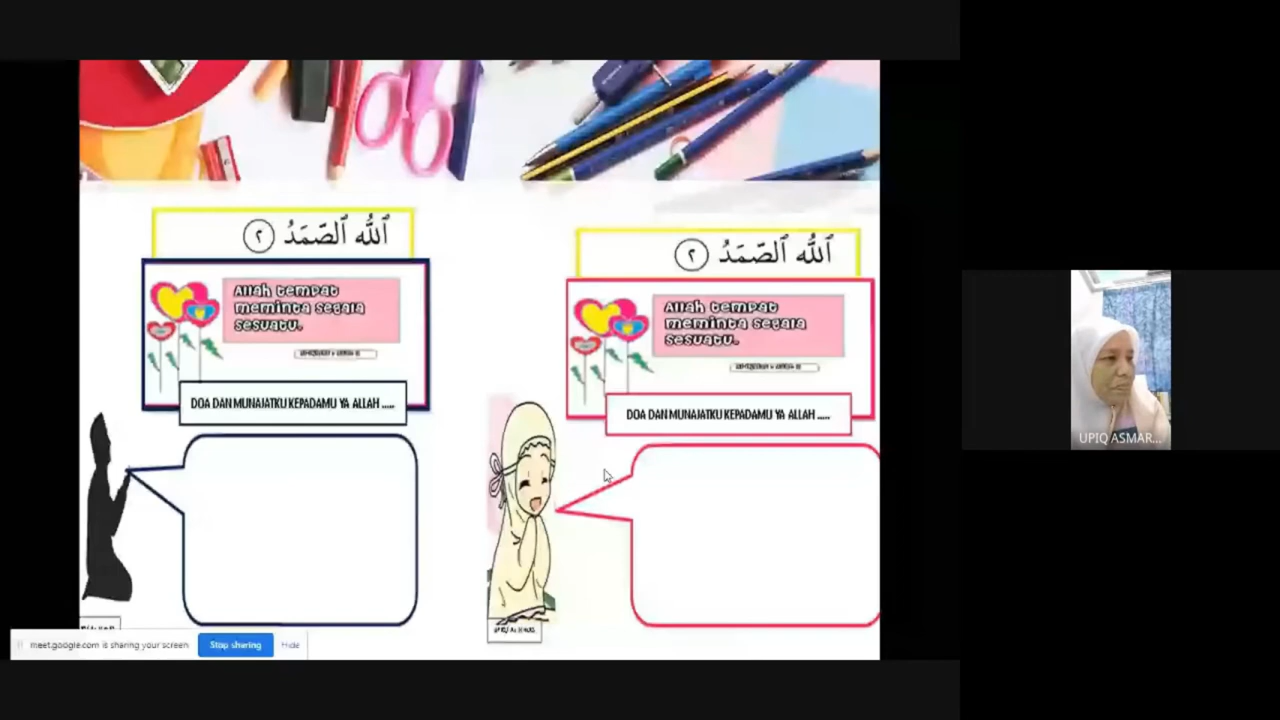 ٱللَّهُ ٱلصَّمَدُ ٢
Allah tempat
meminta segala
sesuatu.
DOA DAN MUNAJATKU KEPADAMU YA ALLAH .....
ٱللَّهُ ٱلصَّمَدُ ٢
Allah tempat
meminta segala
sesuatu.
DOA DAN MUNAJATKU KEPADAMU YA ALLAH .....
meet.google.com is sharing your screen
Stop sharing
Hide
UPIQ ASMAR...